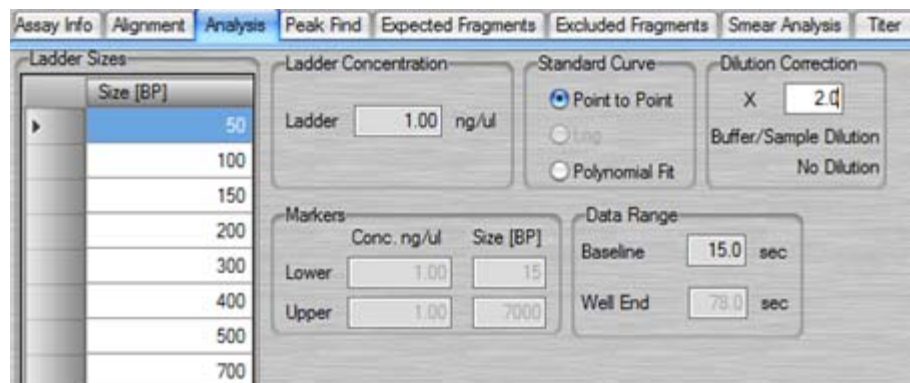 Assay Info Alignment Analysis Peak Find Expected Fragments Excluded Fragments Smear Analysis Titer
Ladder Sizes
Size [BP]
50
100
150
200
300
400
500
700
Ladder Concentration
Ladder 1.00 ng/ul
Standard Curve
Point to Point
Log
Polynomial Fit
Dilution Correction
X 2.0
Buffer/Sample Dilution
No Dilution
Markers
Conc. ng/ul Size [BP]
Lower 1.00 15
Upper 1.00 7000
Data Range
Baseline 15.0 sec
Well End 78.0 sec